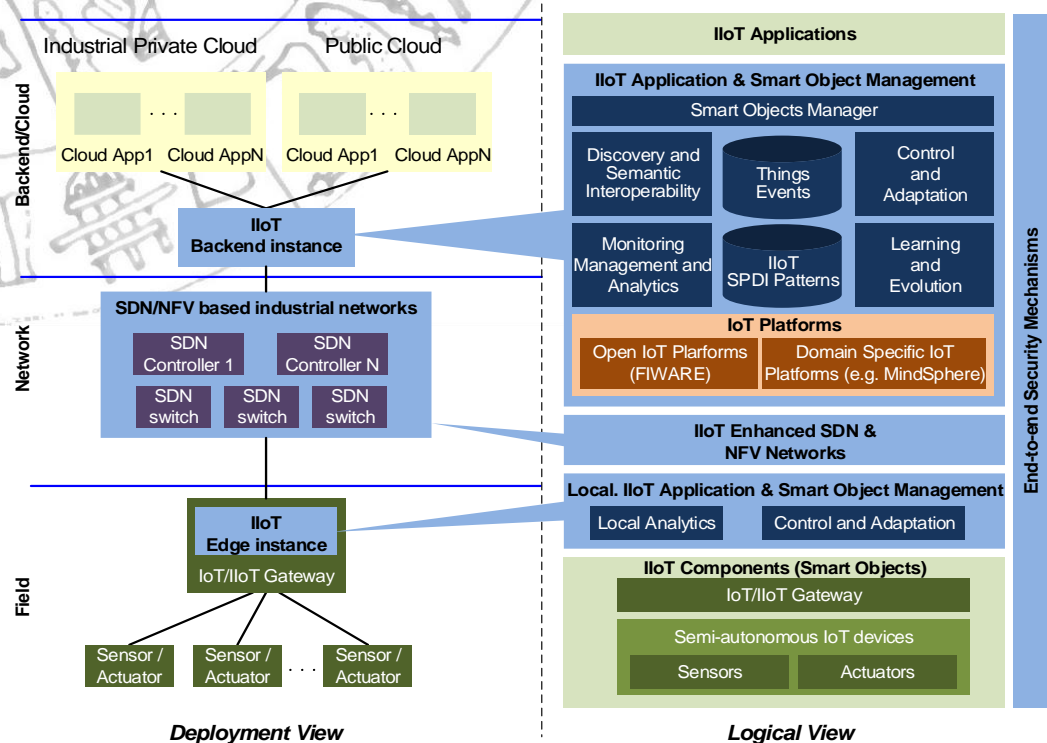 Backend/Cloud
Industrial Private Cloud
Public Cloud
. . .
. . .
Cloud App1
Cloud AppN
Cloud App1
Cloud AppN
IIoT
Backend instance
Network
SDN/NFV based industrial networks
SDN
Controller 1
SDN
Controller N
SDN
switch
SDN
switch
SDN
switch
Field
IIoT
Edge instance
IoT/IIoT Gateway
Sensor /
Actuator
Sensor /
Actuator
. . .
Sensor /
Actuator
Deployment View
IIoT Applications
IIoT Application & Smart Object Management
Smart Objects Manager
Discovery and
Semantic
Interoperability
Things
Events
Control
and
Adaptation
Monitoring
Management and
Analytics
IIoT
SPDI Patterns
Learning
and
Evolution
IoT Platforms
Open IoT Plarforms
(FIWARE)
Domain Specific IoT
Platforms (e.g. MindSphere)
IIoT Enhanced SDN &
NFV Networks
Local. IIoT Application & Smart Object Management
Local Analytics
Control and Adaptation
IIoT Components (Smart Objects)
IoT/IIoT Gateway
Semi-autonomous IoT devices
Sensors
Actuators
Logical View
End-to-end Security Mechanisms